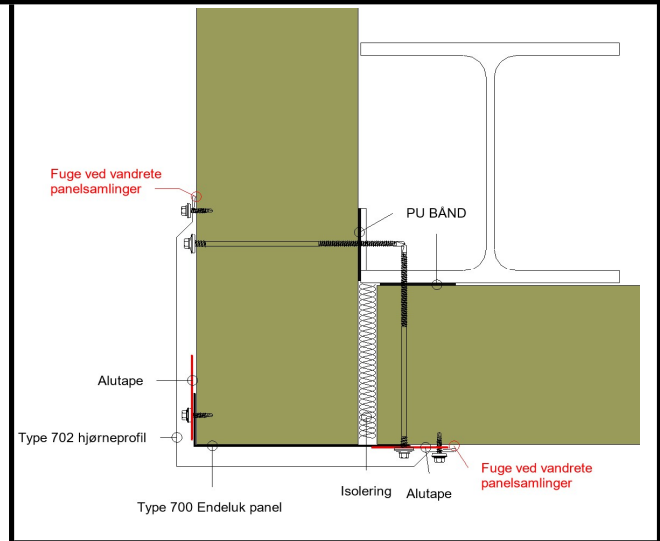 Fuge ved vandrete
panelsamlinger
PU BÅND
Alutape
Type 702 hjørneprofil
Type 700 Endeluk panel
Isolering
Alutape
Fuge ved vandrete
panelsamlinger